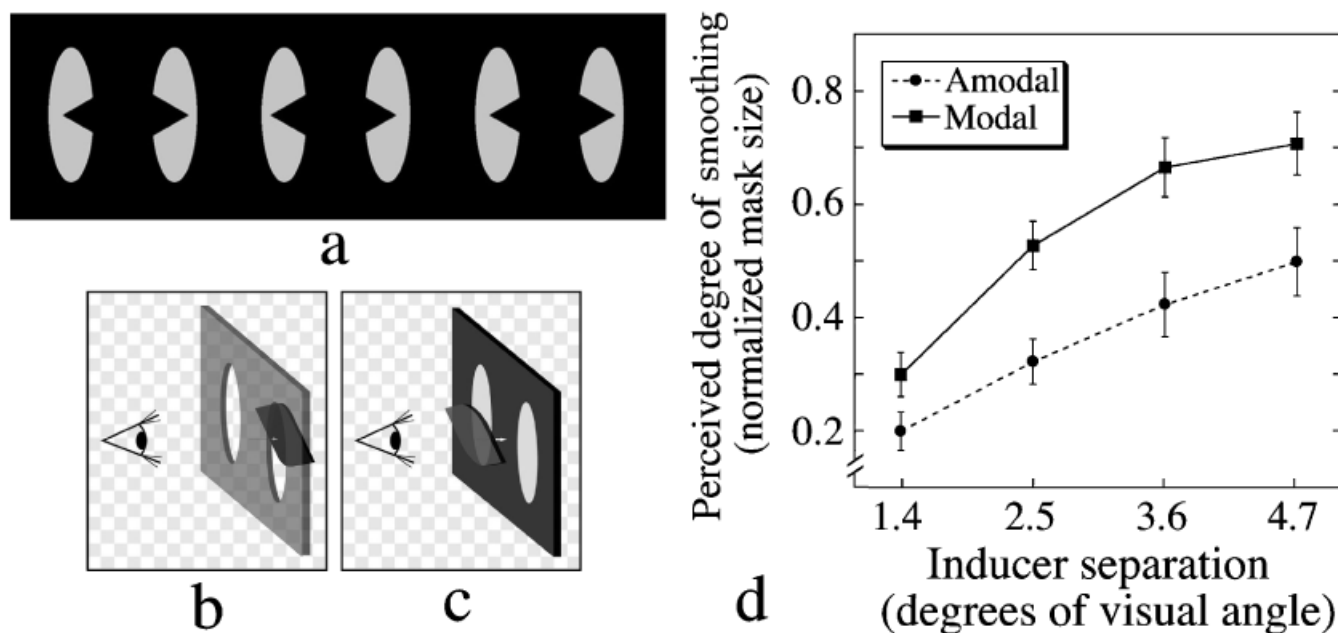 a
b
c
d
Perceived degree of smoothing
(normalized mask size)
Amodal
Modal
0.8
0.6
0.4
0.2
1.4 2.5 3.6 4.7
Inducer separation
(degrees of visual angle)